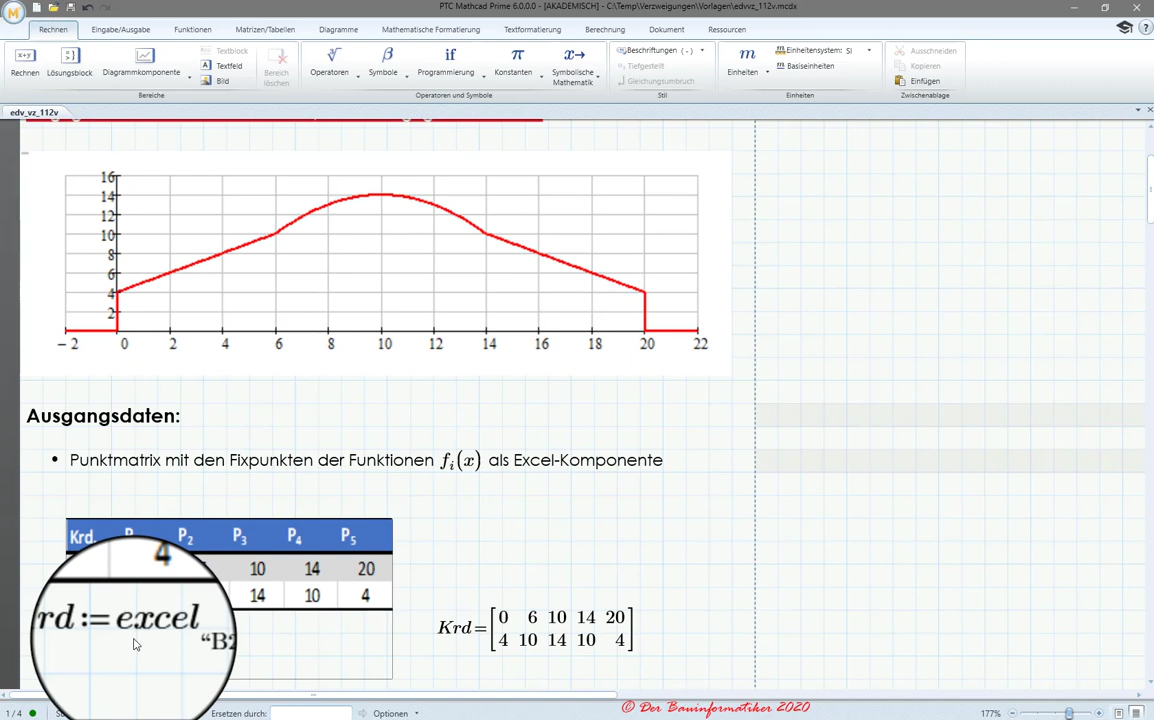 PTC Mathcad Prime 6.0.0.0 - [AKADEMISCH] - C:\Temp\Verzweigungen\Vorlagen\edvvz_112v.mcdx
Rechnen Eingabe/Ausgabe Funktionen Matrizen/Tabellen Diagramme Mathematische Formatierung Textformatierung Berechnung Dokument
Rechnen Lösungsblock Diagrammkomponente Textblock Textfeld Bild Bereich löschen
Operatoren Symbole Programmierung Konstanten Symbolische Mathematik
Beschriftungen ( - ) Tiefgestellt Gleichungsumbruch
Einheiten Einheitensystem: SI Basiseinheiten
Ausschneiden Kopieren Einfügen
Bereiche Operatoren und Symbole Stil Einheiten Zwischenablage
edv_vz_112v
16
14
12
10
8
6
4
2
−2 0 2 4 6 8 10 12 14 16 18 20 22
Ausgangsdaten:
• Punktmatrix mit den Fixpunkten der Funktionen f_i(x) als Excel-Komponente
Krd. P₂ P₃ P₄ P₅
10 14 20
4
14 10 4
rd := excel
"B2
Krd = [0 6 10 14 20
4 10 14 10 4]
1 / 4 Ersetzen durch: Optionen 177%
© Der Bauinformatiker 2020